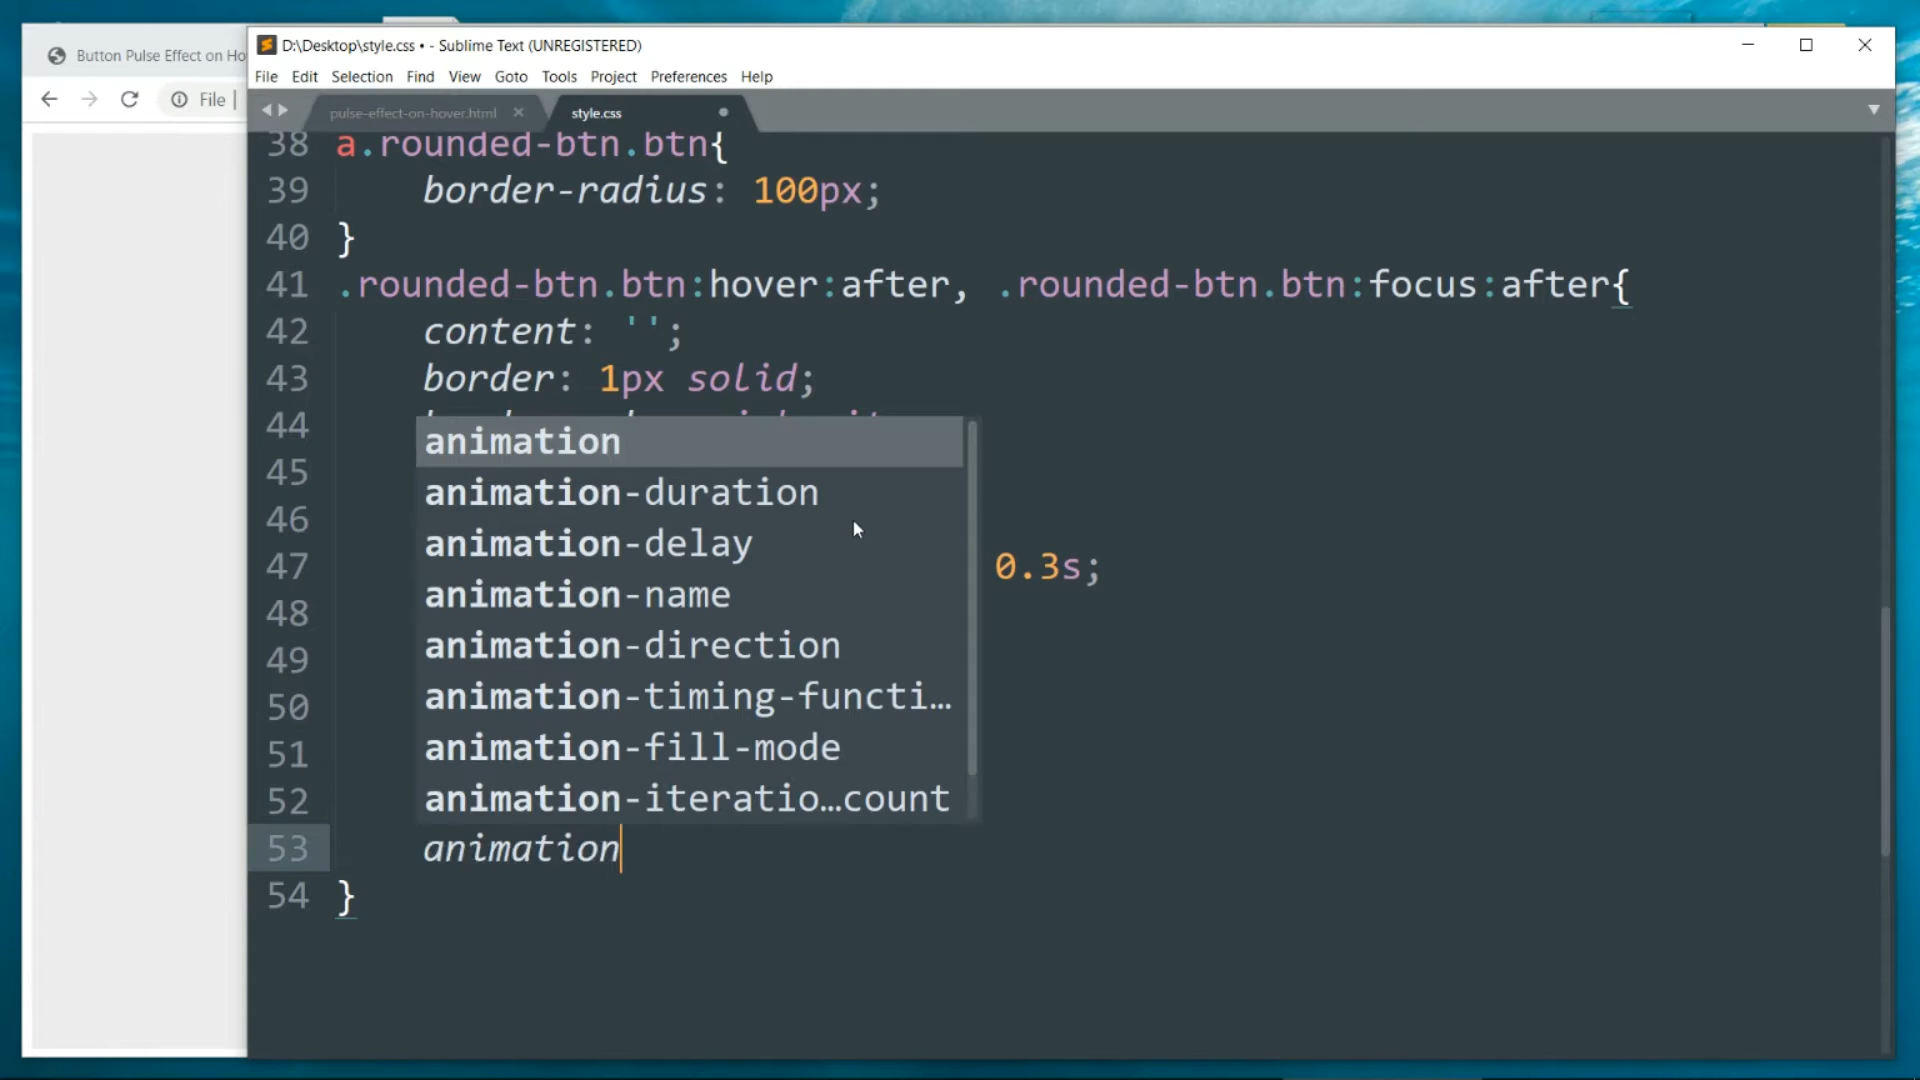 Button Pulse Effect on Ho
File |
D:\Desktop\style.css • - Sublime Text (UNREGISTERED)
File Edit Selection Find View Goto Tools Project Preferences Help
pulse-effect-on-hover.html
style.css
38 a.rounded-btn.btn{
39 border-radius: 100px;
40 }
41 .rounded-btn.btn:hover:after, .rounded-btn.btn:focus:after{
42 content: '';
43 border: 1px solid;
44
45
46
47 0.3s;
48
49
50
51
52
animation
animation-duration
animation-delay
animation-name
animation-direction
animation-timing-functi…
animation-fill-mode
animation-iteratio…count
53 animation
54 }